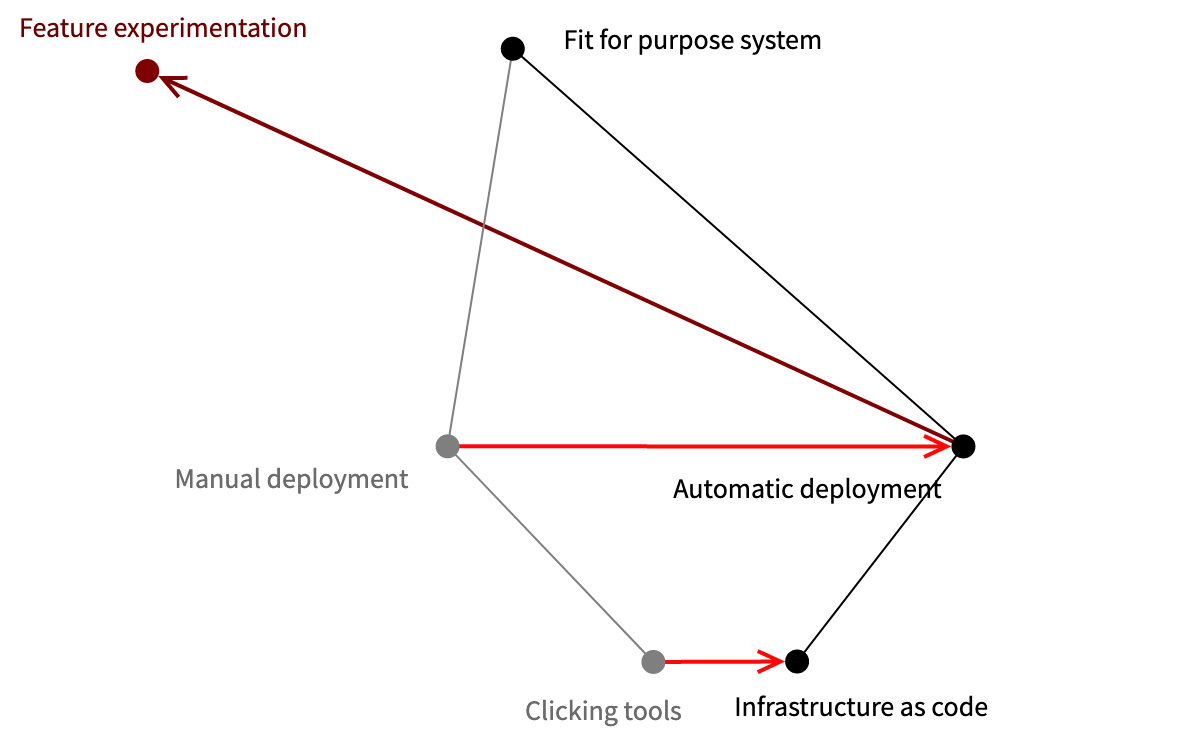 Feature experimentation
Fit for purpose system
Manual deployment
Automatic deployment
Clicking tools
Infrastructure as code